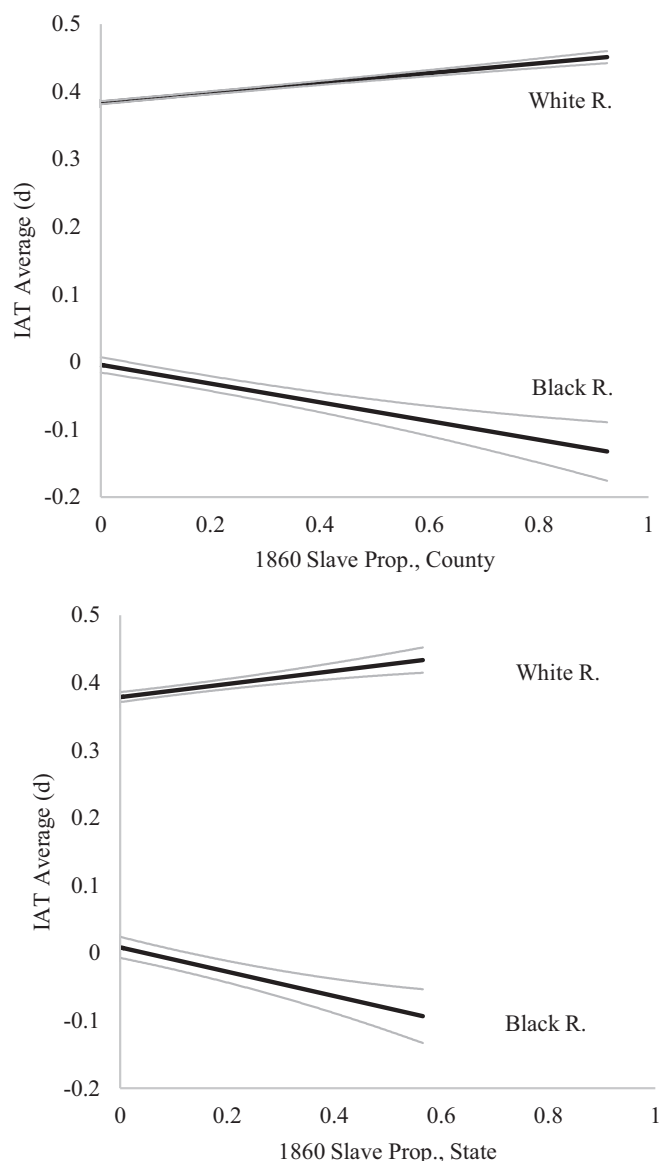 0.5
0.4
White R.
0.3
0.2
IAT Average (d)
0.1
0
Black R.
-0.1
-0.2
0 0.2 0.4 0.6 0.8 1
1860 Slave Prop., County
0.5
0.4
White R.
0.3
0.2
IAT Average (d)
0.1
0
-0.1
Black R.
-0.2
0 0.2 0.4 0.6 0.8 1
1860 Slave Prop., State